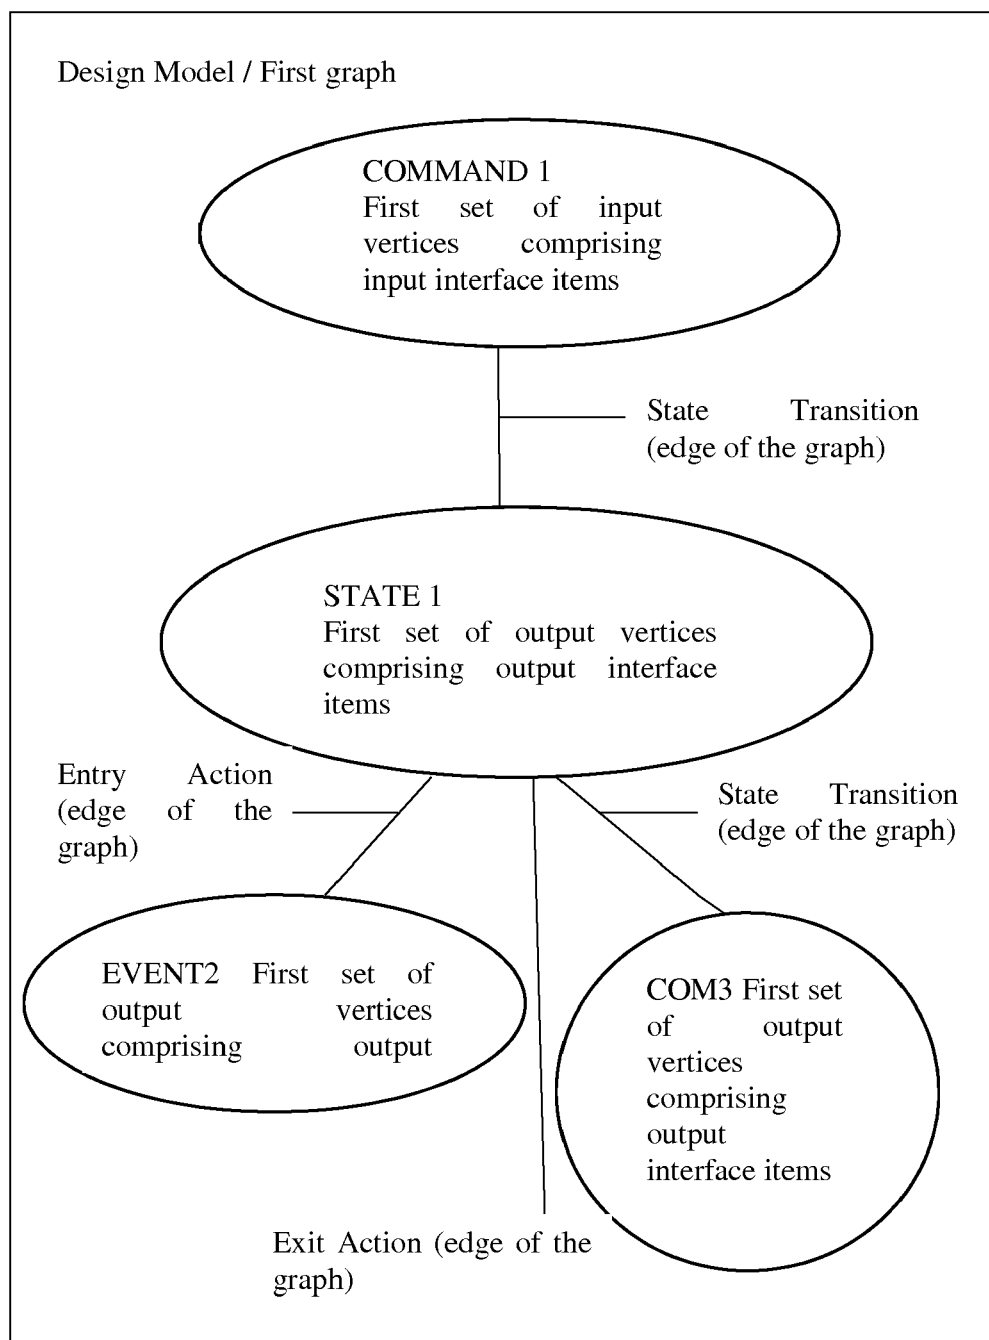 Design Model / First graph
COMMAND 1
First set of input
vertices comprising
input interface items
State Transition
(edge of the graph)
STATE 1
First set of output vertices
comprising output interface
items
Entry Action
(edge of the
graph)
State Transition
(edge of the graph)
EVENT2 First set of
output vertices
comprising output
COM3 First set
of output
vertices
comprising
output
interface items
Exit Action (edge of the
graph)